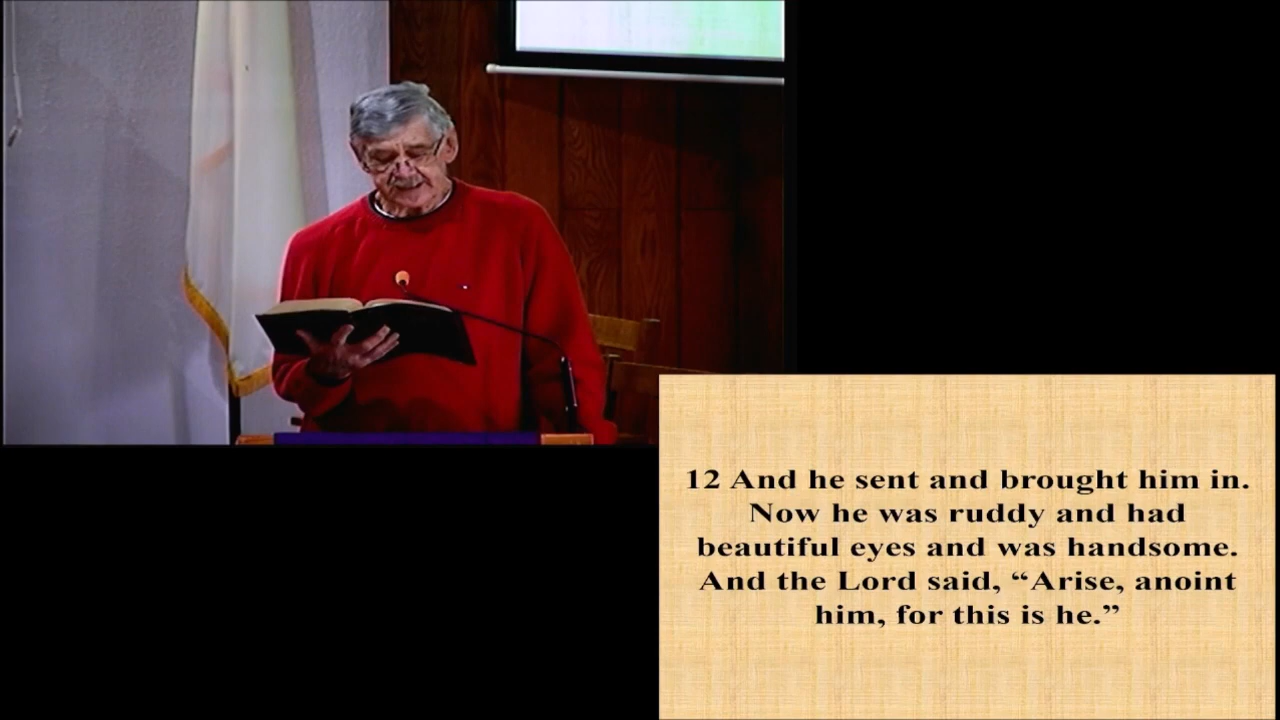 12 And he sent and brought him in.
Now he was ruddy and had
beautiful eyes and was handsome.
And the Lord said, “Arise, anoint
him, for this is he.”